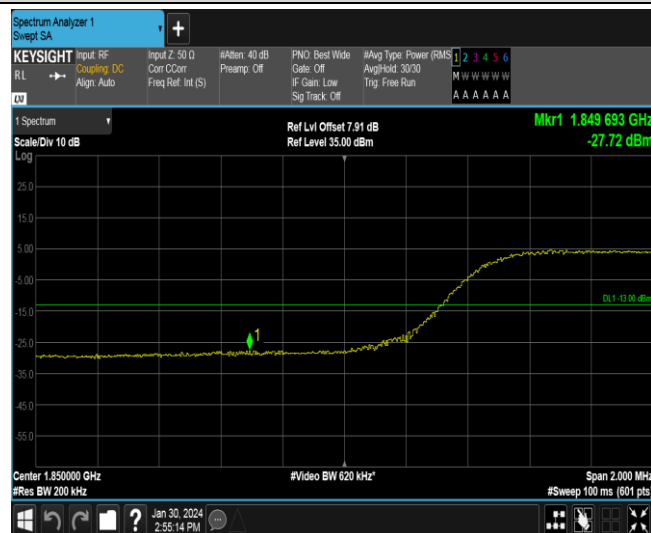 Spectrum Analyzer 1
Swept SA
+
KEYSIGHT Input: RF Input Z: 50 Ω #Atten: 40 dB PNO: Best Wide #Avg Type: Power (RMS 1 2 3 4 5 6
RL Coupling: DC Corr CCorr Preamp: Off Gate: Off Avg|Hold: 30/30 M W W W W W
Align: Auto Freq Ref: Int (S) IF Gain: Low Trig: Free Run
Sig Track: Off A A A A A A
LXI
1 Spectrum Ref Lvl Offset 7.91 dB Mkr1 1.849 693 GHz
Scale/Div 10 dB Ref Level 35.00 dBm -27.72 dBm
Log
25.0
15.0
5.00
-5.00
DL1 -13.00 dBm
-15.0
1
-25.0
-35.0
-45.0
-55.0
Center 1.850000 GHz #Video BW 620 kHz* Span 2.000 MHz
#Res BW 200 kHz #Sweep 100 ms (601 pts)
? Jan 30, 2024
2:55:14 PM